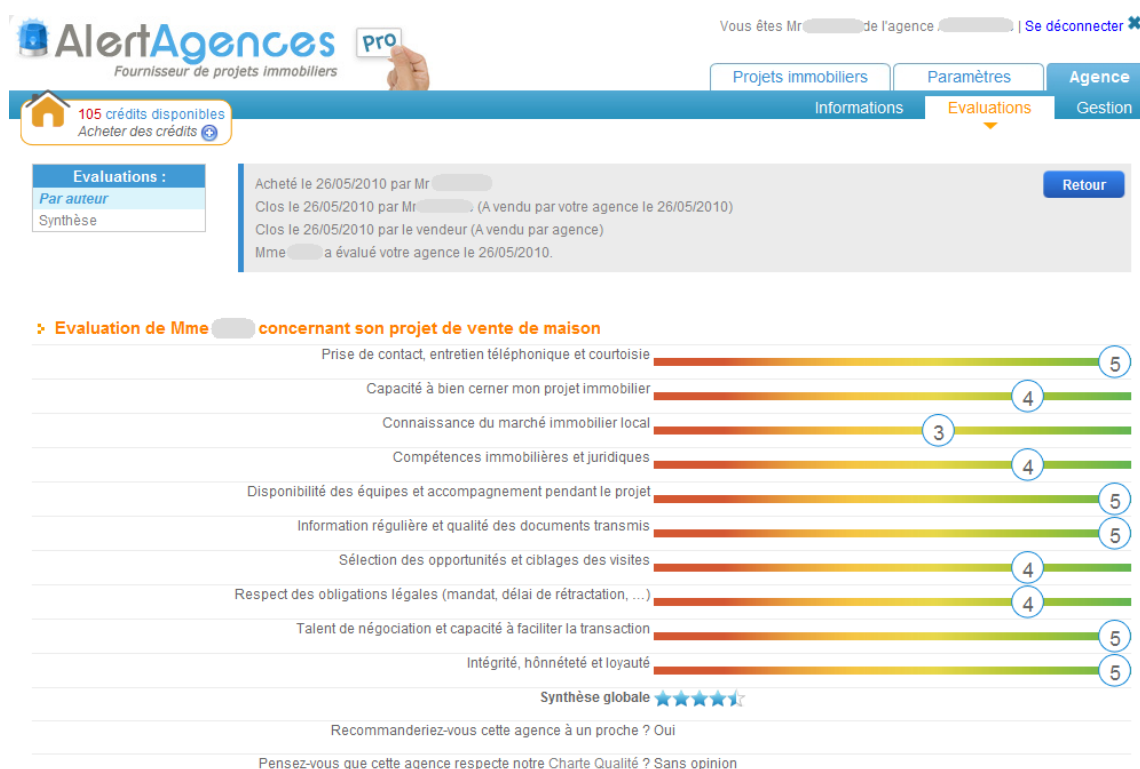 AlertAgences Pro
Fournisseur de projets immobiliers
Vous êtes Mr de l'agence | Se déconnecter
Projets immobiliers Paramètres Agence
Informations Evaluations Gestion
105 crédits disponibles
Acheter des crédits
Evaluations :
Par auteur
Synthèse
Acheté le 26/05/2010 par Mr
Clos le 26/05/2010 par Mr (A vendu par votre agence le 26/05/2010)
Clos le 26/05/2010 par le vendeur (A vendu par agence)
Mme a évalué votre agence le 26/05/2010.
Retour
Evaluation de Mme concernant son projet de vente de maison
Prise de contact, entretien téléphonique et courtoisie 5
Capacité à bien cerner mon projet immobilier 4
Connaissance du marché immobilier local 3
Compétences immobilières et juridiques 4
Disponibilité des équipes et accompagnement pendant le projet 5
Information régulière et qualité des documents transmis 5
Sélection des opportunités et ciblages des visites 4
Respect des obligations légales (mandat, délai de rétractation, ...) 4
Talent de négociation et capacité à faciliter la transaction 5
Intégrité, hônnéteté et loyauté 5
Synthèse globale
Recommanderiez-vous cette agence à un proche ? Oui
Pensez-vous que cette agence respecte notre Charte Qualité ? Sans opinion